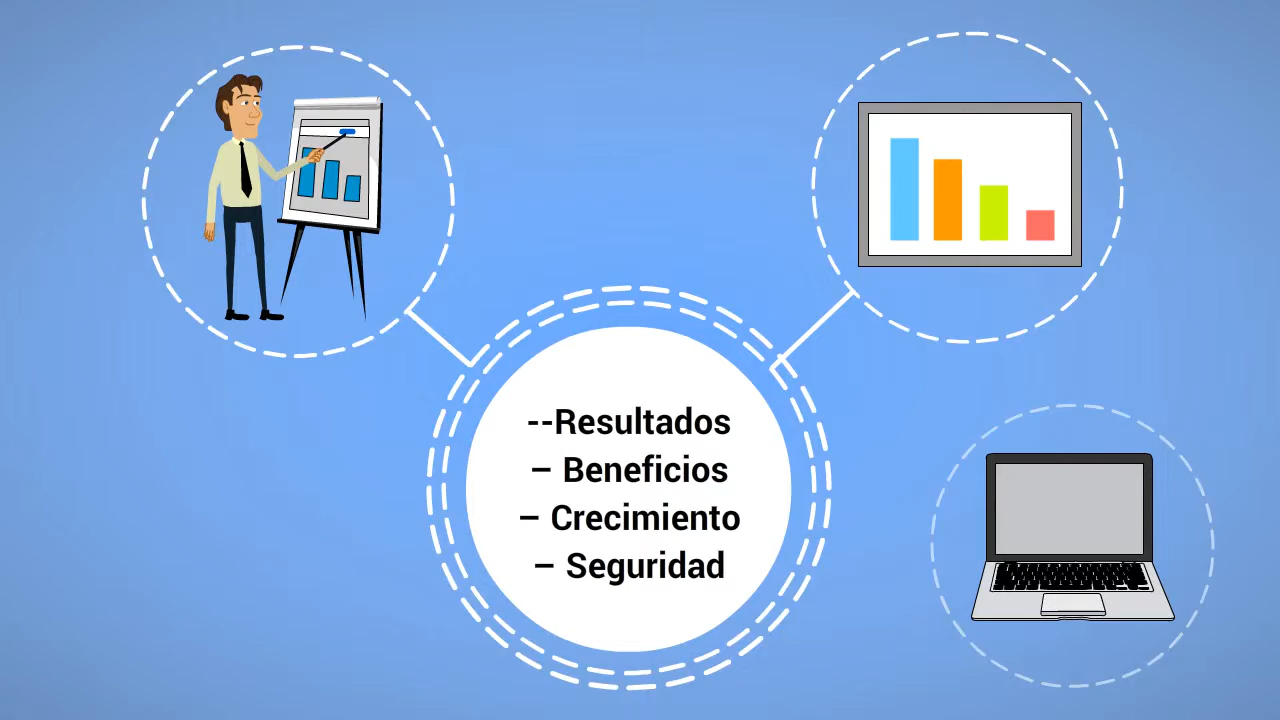 --Resultados
– Beneficios
– Crecimiento
– Seguridad